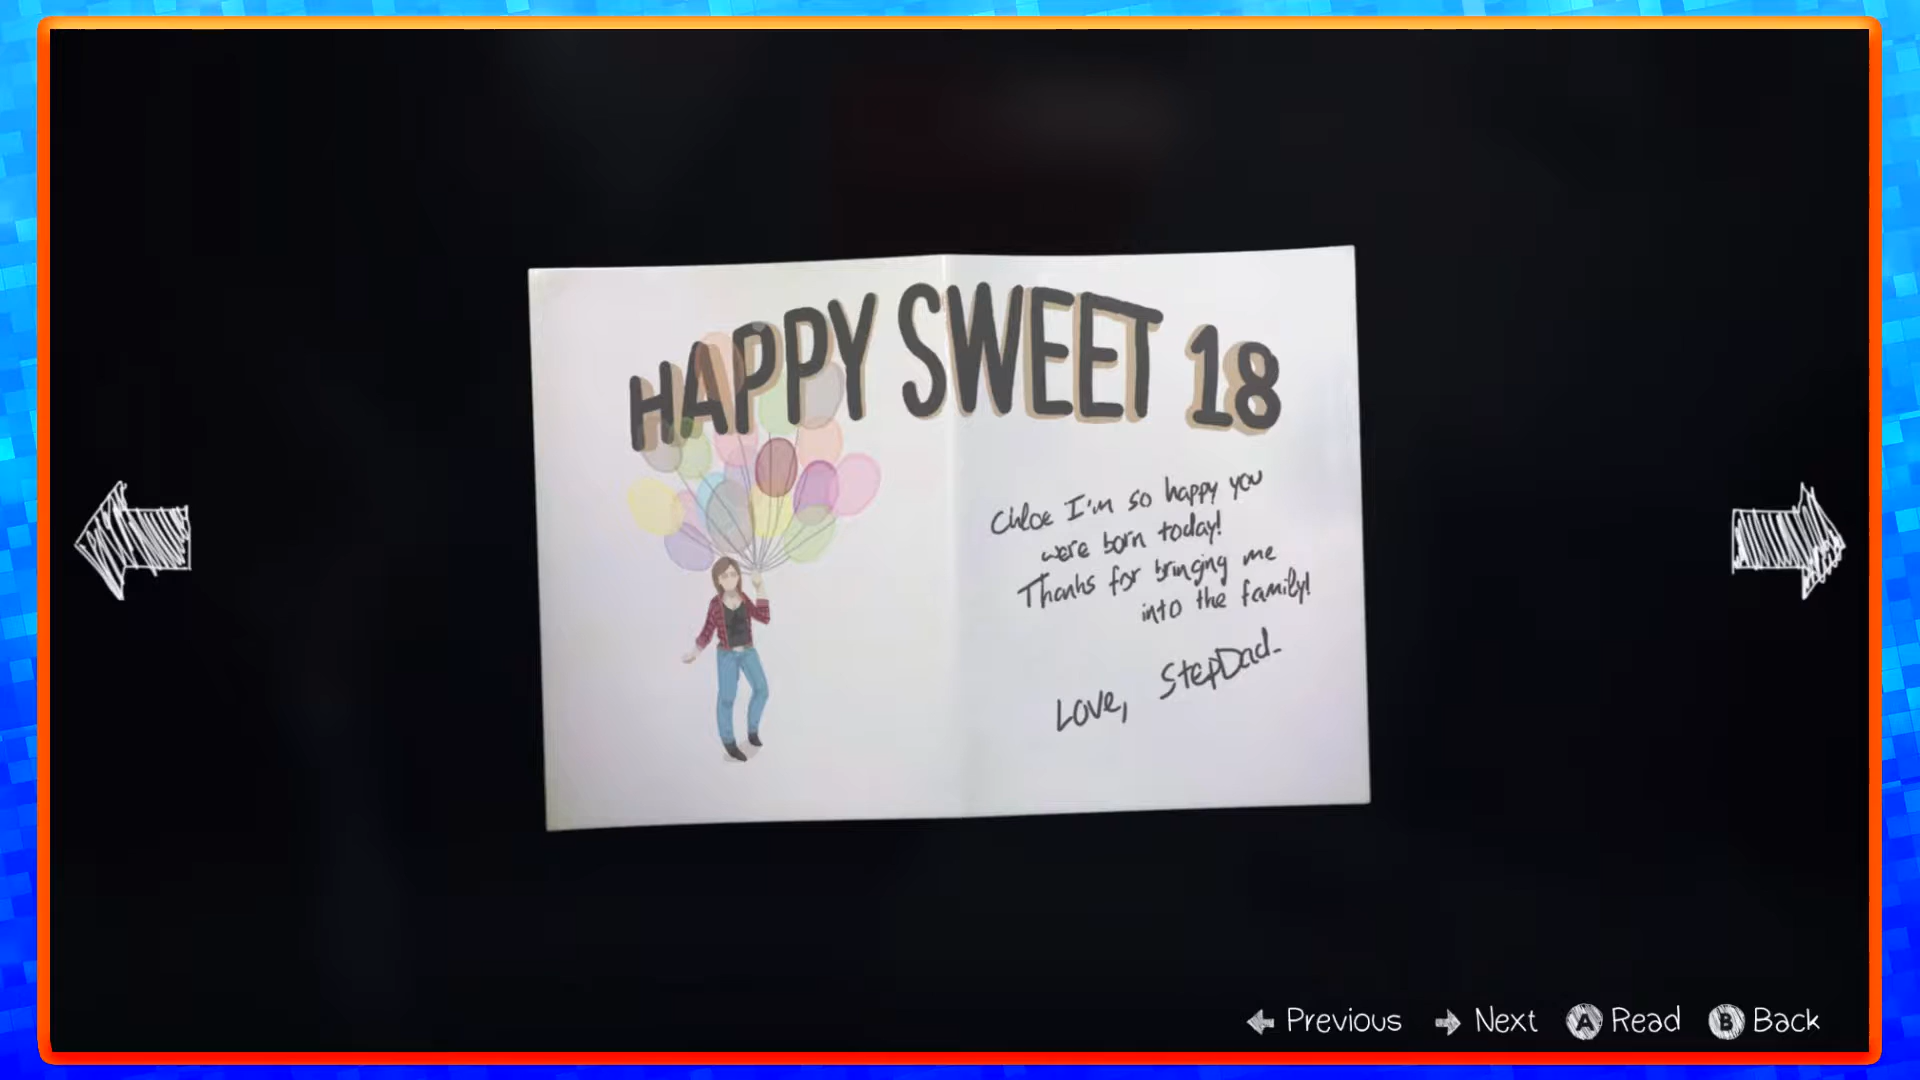 HAPPY SWEET 18
Chloe I'm so happy you
were born today!
Thanks for bringing me
into the family!
Love, StepDad-
Previous Next A Read B Back